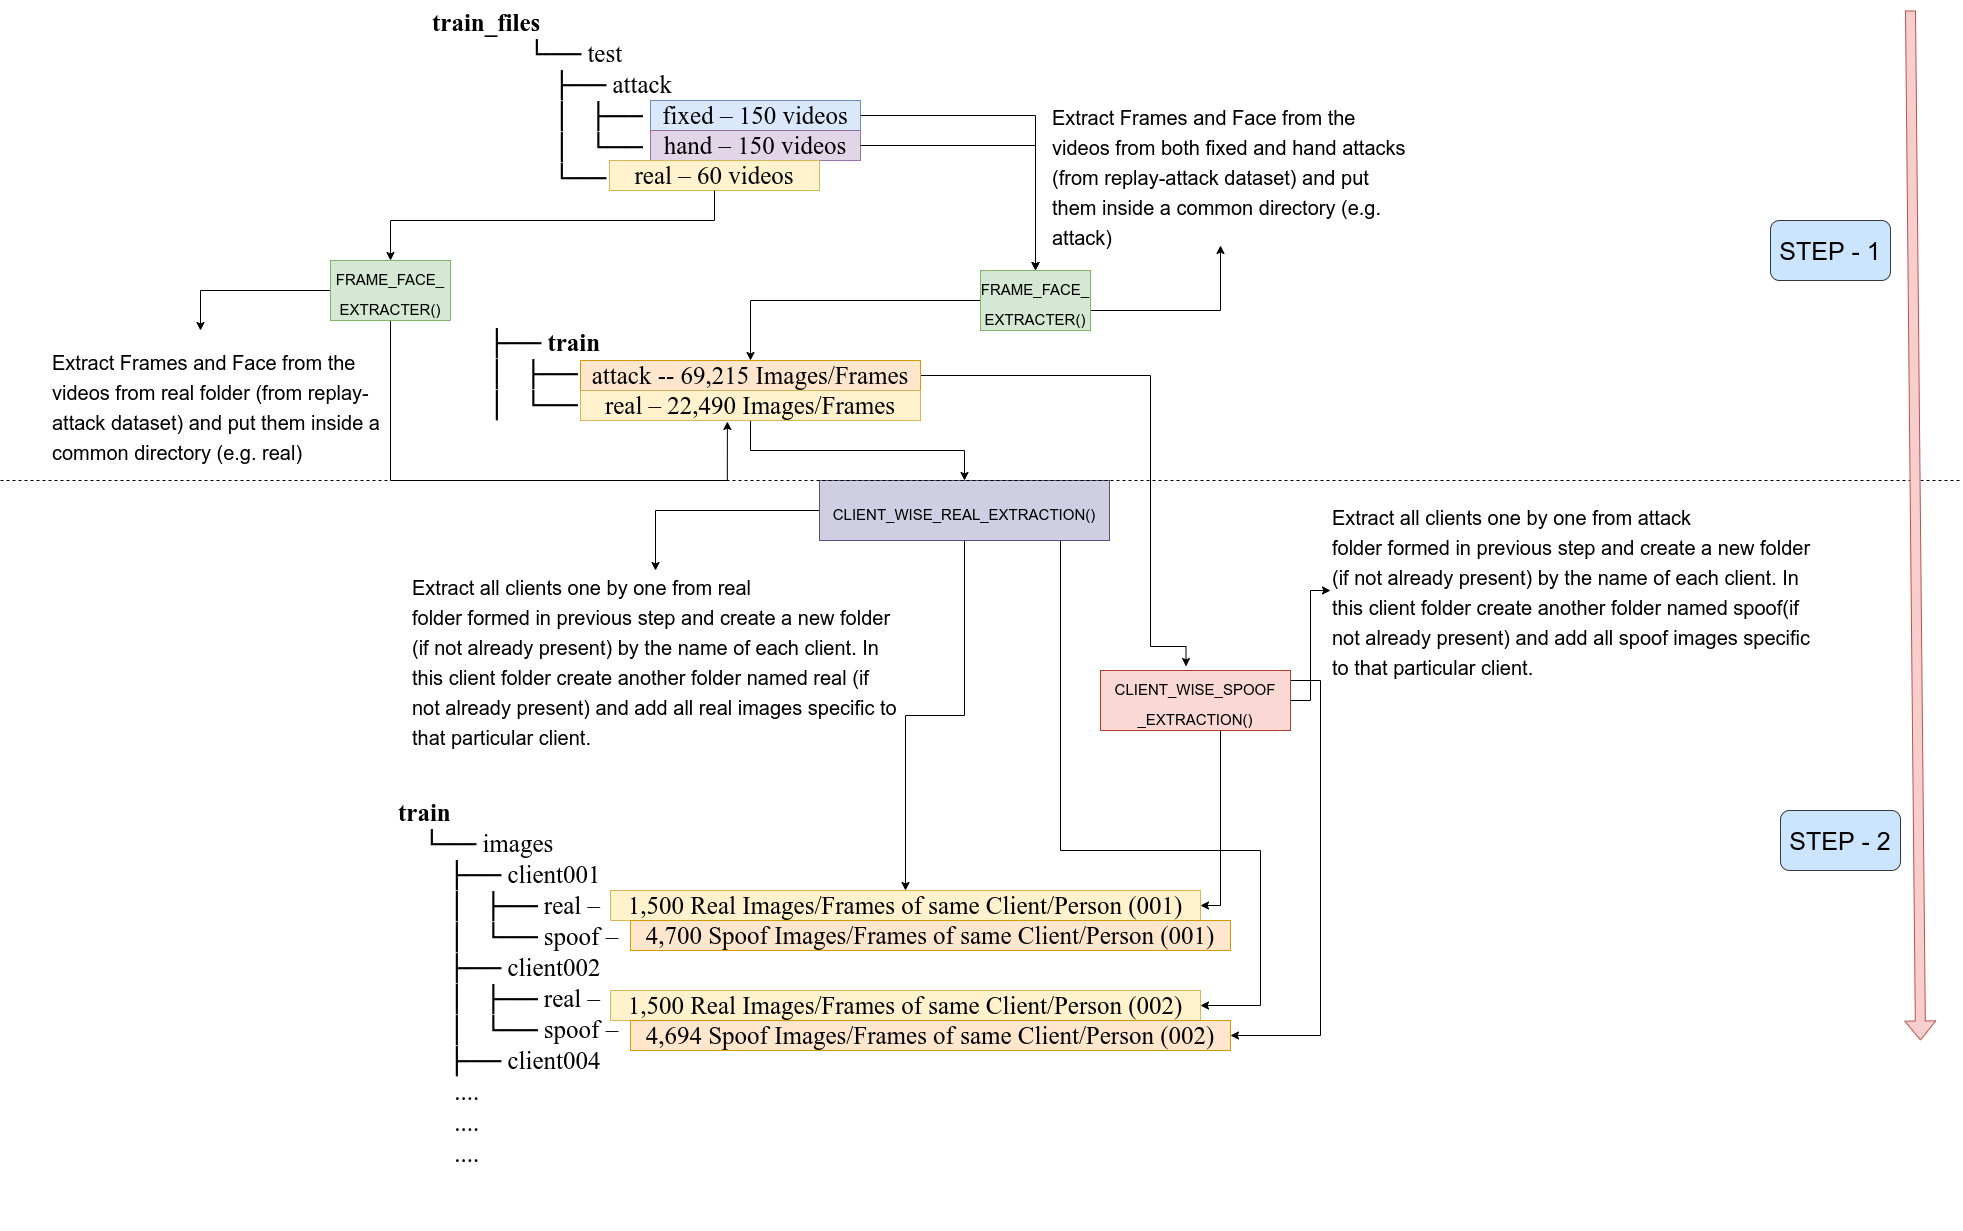 train_files
test
attack
fixed – 150 videos
hand – 150 videos
real – 60 videos
Extract Frames and Face from the
videos from both fixed and hand attacks
(from replay-attack dataset) and put
them inside a common directory (e.g.
attack)
STEP - 1
FRAME_FACE_
EXTRACTER()
FRAME_FACE_
EXTRACTER()
Extract Frames and Face from the
videos from real folder (from replay-
attack dataset) and put them inside a
common directory (e.g. real)
train
attack -- 69,215 Images/Frames
real – 22,490 Images/Frames
CLIENT_WISE_REAL_EXTRACTION()
Extract all clients one by one from real
folder formed in previous step and create a new folder
(if not already present) by the name of each client. In
this client folder create another folder named real (if
not already present) and add all real images specific to
that particular client.
Extract all clients one by one from attack
folder formed in previous step and create a new folder
(if not already present) by the name of each client. In
this client folder create another folder named spoof(if
not already present) and add all spoof images specific
to that particular client.
CLIENT_WISE_SPOOF
_EXTRACTION()
STEP - 2
train
images
client001
real – 1,500 Real Images/Frames of same Client/Person (001)
spoof – 4,700 Spoof Images/Frames of same Client/Person (001)
client002
real – 1,500 Real Images/Frames of same Client/Person (002)
spoof – 4,694 Spoof Images/Frames of same Client/Person (002)
client004
....
....
....